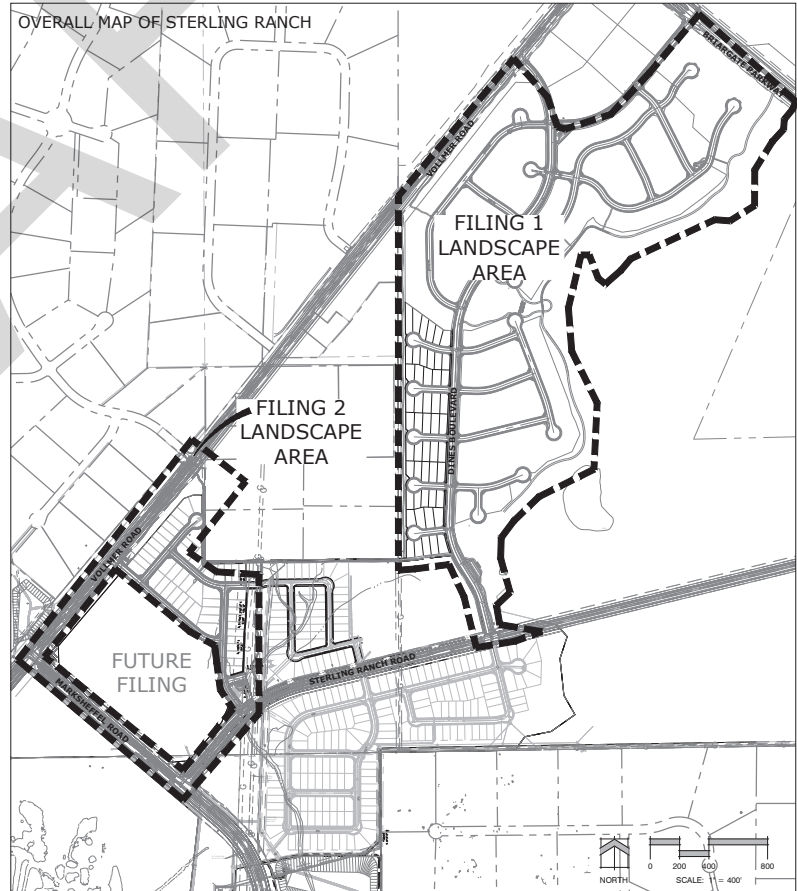 OVERALL MAP OF STERLING RANCH
BRIARGATE PARKWAY
VOLLMER ROAD
FILING 1
LANDSCAPE
AREA
DINES BOULEVARD
FILING 2
LANDSCAPE
AREA
VOLLMER ROAD
FUTURE
FILING
STERLING RANCH ROAD
MARKSHEFFEL ROAD
NORTH
0 200 400 800
SCALE: 1" = 400'